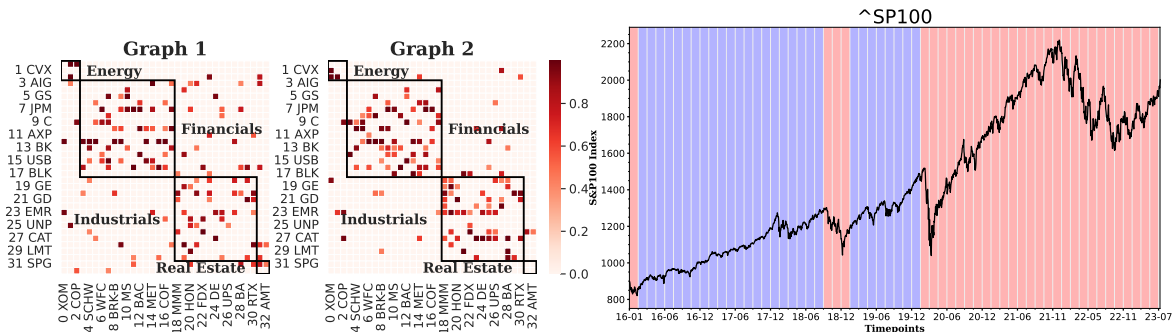 Graph 1
1 CVX
3 AIG
5 GS
7 JPM
9 C
11 AXP
13 BK
15 USB
17 BLK
19 GE
21 GD
23 EMR
25 UNP
27 CAT
29 LMT
31 SPG
Energy
Financials
Industrials
Real Estate
0 XOM
2 COP
4 SCHW
6 WFC
8 BRK-B
10 MS
12 BAC
14 MET
16 COF
18 MMM
20 HON
22 FDX
24 DE
26 UPS
28 BA
30 RTX
32 AMT
Graph 2
1 CVX
3 AIG
5 GS
7 JPM
9 C
11 AXP
13 BK
15 USB
17 BLK
19 GE
21 GD
23 EMR
25 UNP
27 CAT
29 LMT
31 SPG
Energy
Financials
Industrials
Real Estate
0 XOM
2 COP
4 SCHW
6 WFC
8 BRK-B
10 MS
12 BAC
14 MET
16 COF
18 MMM
20 HON
22 FDX
24 DE
26 UPS
28 BA
30 RTX
32 AMT
0.8
0.6
0.4
0.2
0.0
^SP100
S&P100 Index
2200
2000
1800
1600
1400
1200
1000
800
16-01 16-06 16-12 17-06 17-12 18-06 18-12 19-06 19-12 20-06 20-12 21-06 21-12 22-06 22-12 23-07
Timepoints